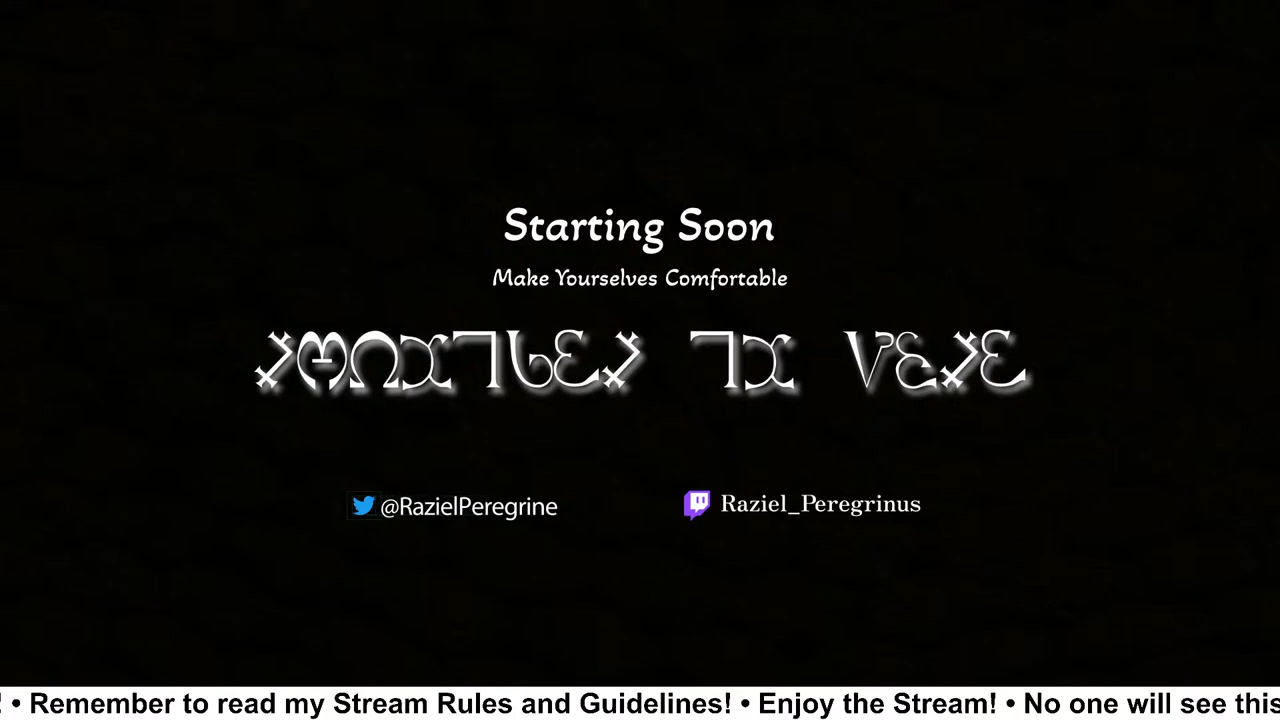 Starting Soon
Make Yourselves Comfortable
@RazielPeregrine
Raziel_Peregrinus
! • Remember to read my Stream Rules and Guidelines! • Enjoy the Stream! • No one will see this